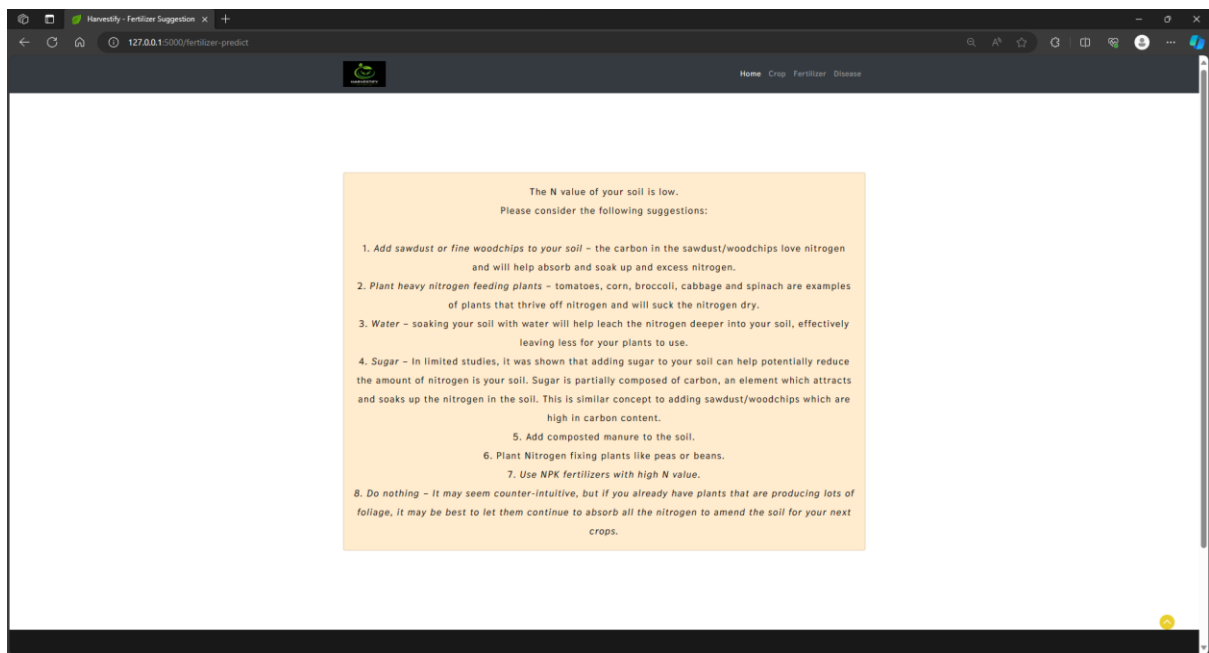 Harvestify - Fertilizer Suggestion
127.0.0.1:5000/fertilizer-predict
HARVESTIFY
Home Crop Fertilizer Disease
The N value of your soil is low.
Please consider the following suggestions:
1. Add sawdust or fine woodchips to your soil – the carbon in the sawdust/woodchips love nitrogen
and will help absorb and soak up and excess nitrogen.
2. Plant heavy nitrogen feeding plants – tomatoes, corn, broccoli, cabbage and spinach are examples
of plants that thrive off nitrogen and will suck the nitrogen dry.
3. Water – soaking your soil with water will help leach the nitrogen deeper into your soil, effectively
leaving less for your plants to use.
4. Sugar – In limited studies, it was shown that adding sugar to your soil can help potentially reduce
the amount of nitrogen is your soil. Sugar is partially composed of carbon, an element which attracts
and soaks up the nitrogen in the soil. This is similar concept to adding sawdust/woodchips which are
high in carbon content.
5. Add composted manure to the soil.
6. Plant Nitrogen fixing plants like peas or beans.
7. Use NPK fertilizers with high N value.
8. Do nothing – It may seem counter-intuitive, but if you already have plants that are producing lots of
foliage, it may be best to let them continue to absorb all the nitrogen to amend the soil for your next
crops.